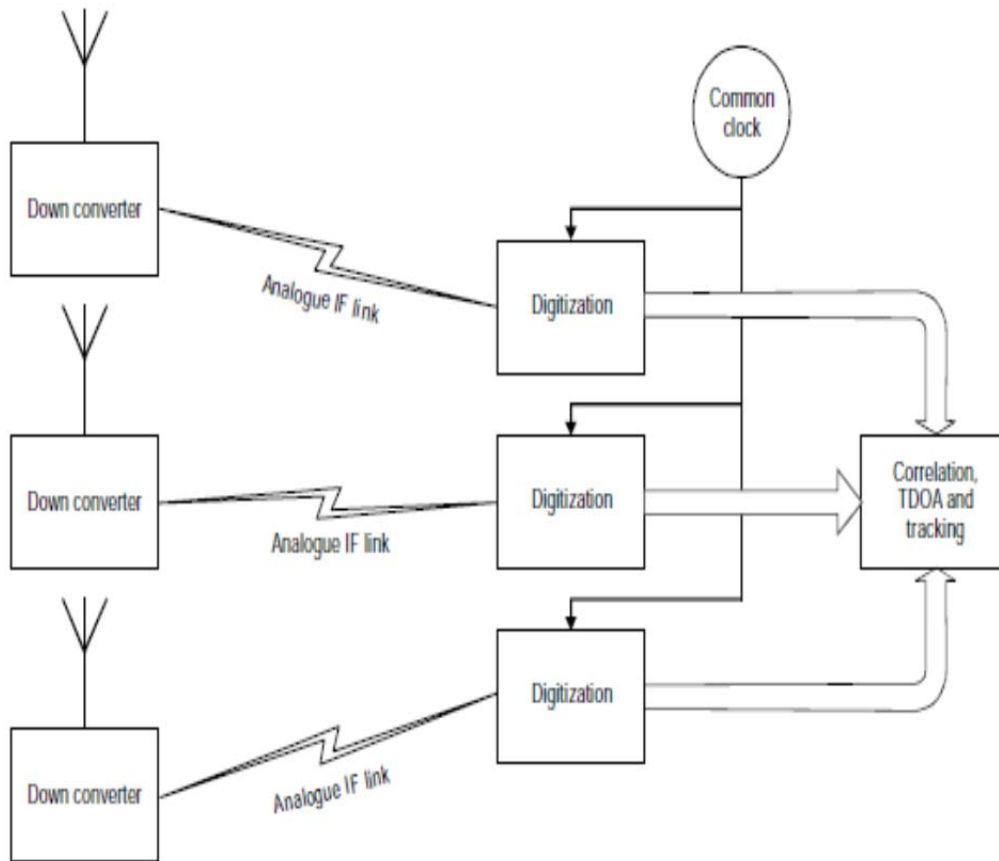 Common
clock
Down converter
Analogue IF link
Digitization
Down converter
Analogue IF link
Digitization
Correlation,
TDOA and
tracking
Down converter
Analogue IF link
Digitization